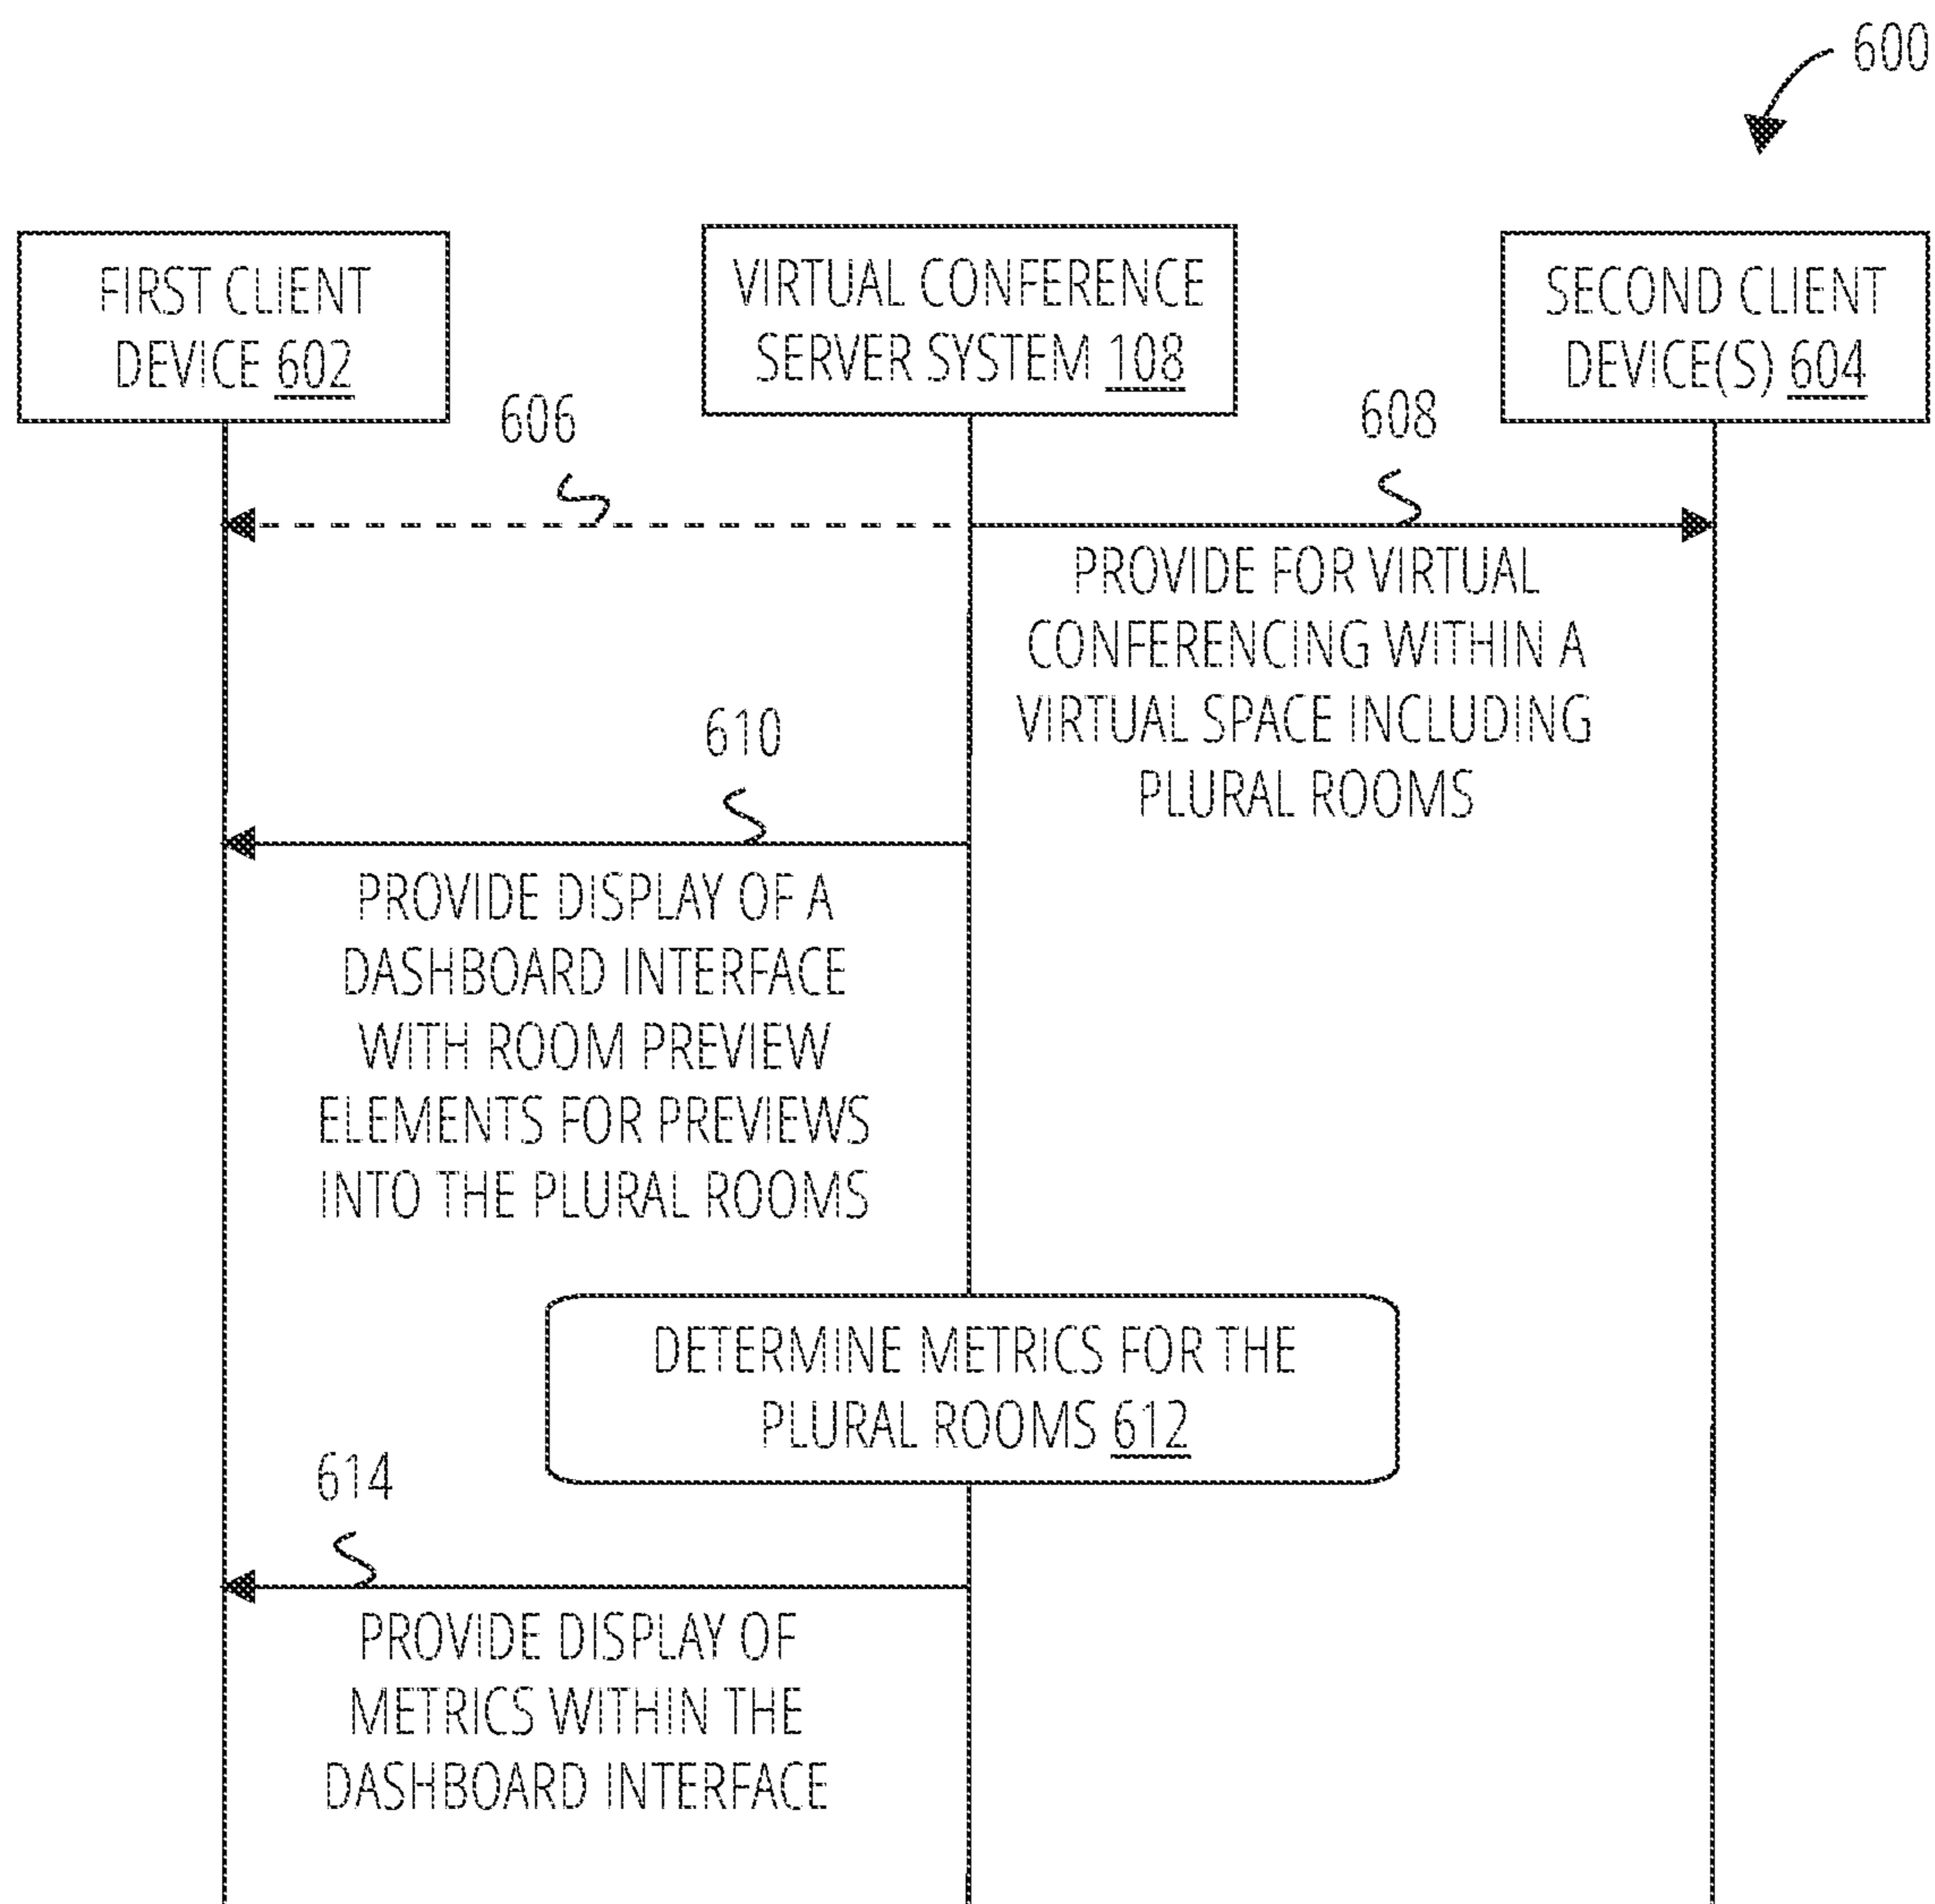 600
FIRST CLIENT
DEVICE 602
VIRTUAL CONFERENCE
SERVER SYSTEM 108
SECOND CLIENT
DEVICE(S) 604
606
608
PROVIDE FOR VIRTUAL
CONFERENCING WITHIN A
VIRTUAL SPACE INCLUDING
PLURAL ROOMS
610
PROVIDE DISPLAY OF A
DASHBOARD INTERFACE
WITH ROOM PREVIEW
ELEMENTS FOR PREVIEWS
INTO THE PLURAL ROOMS
DETERMINE METRICS FOR THE
PLURAL ROOMS 612
614
PROVIDE DISPLAY OF
METRICS WITHIN THE
DASHBOARD INTERFACE